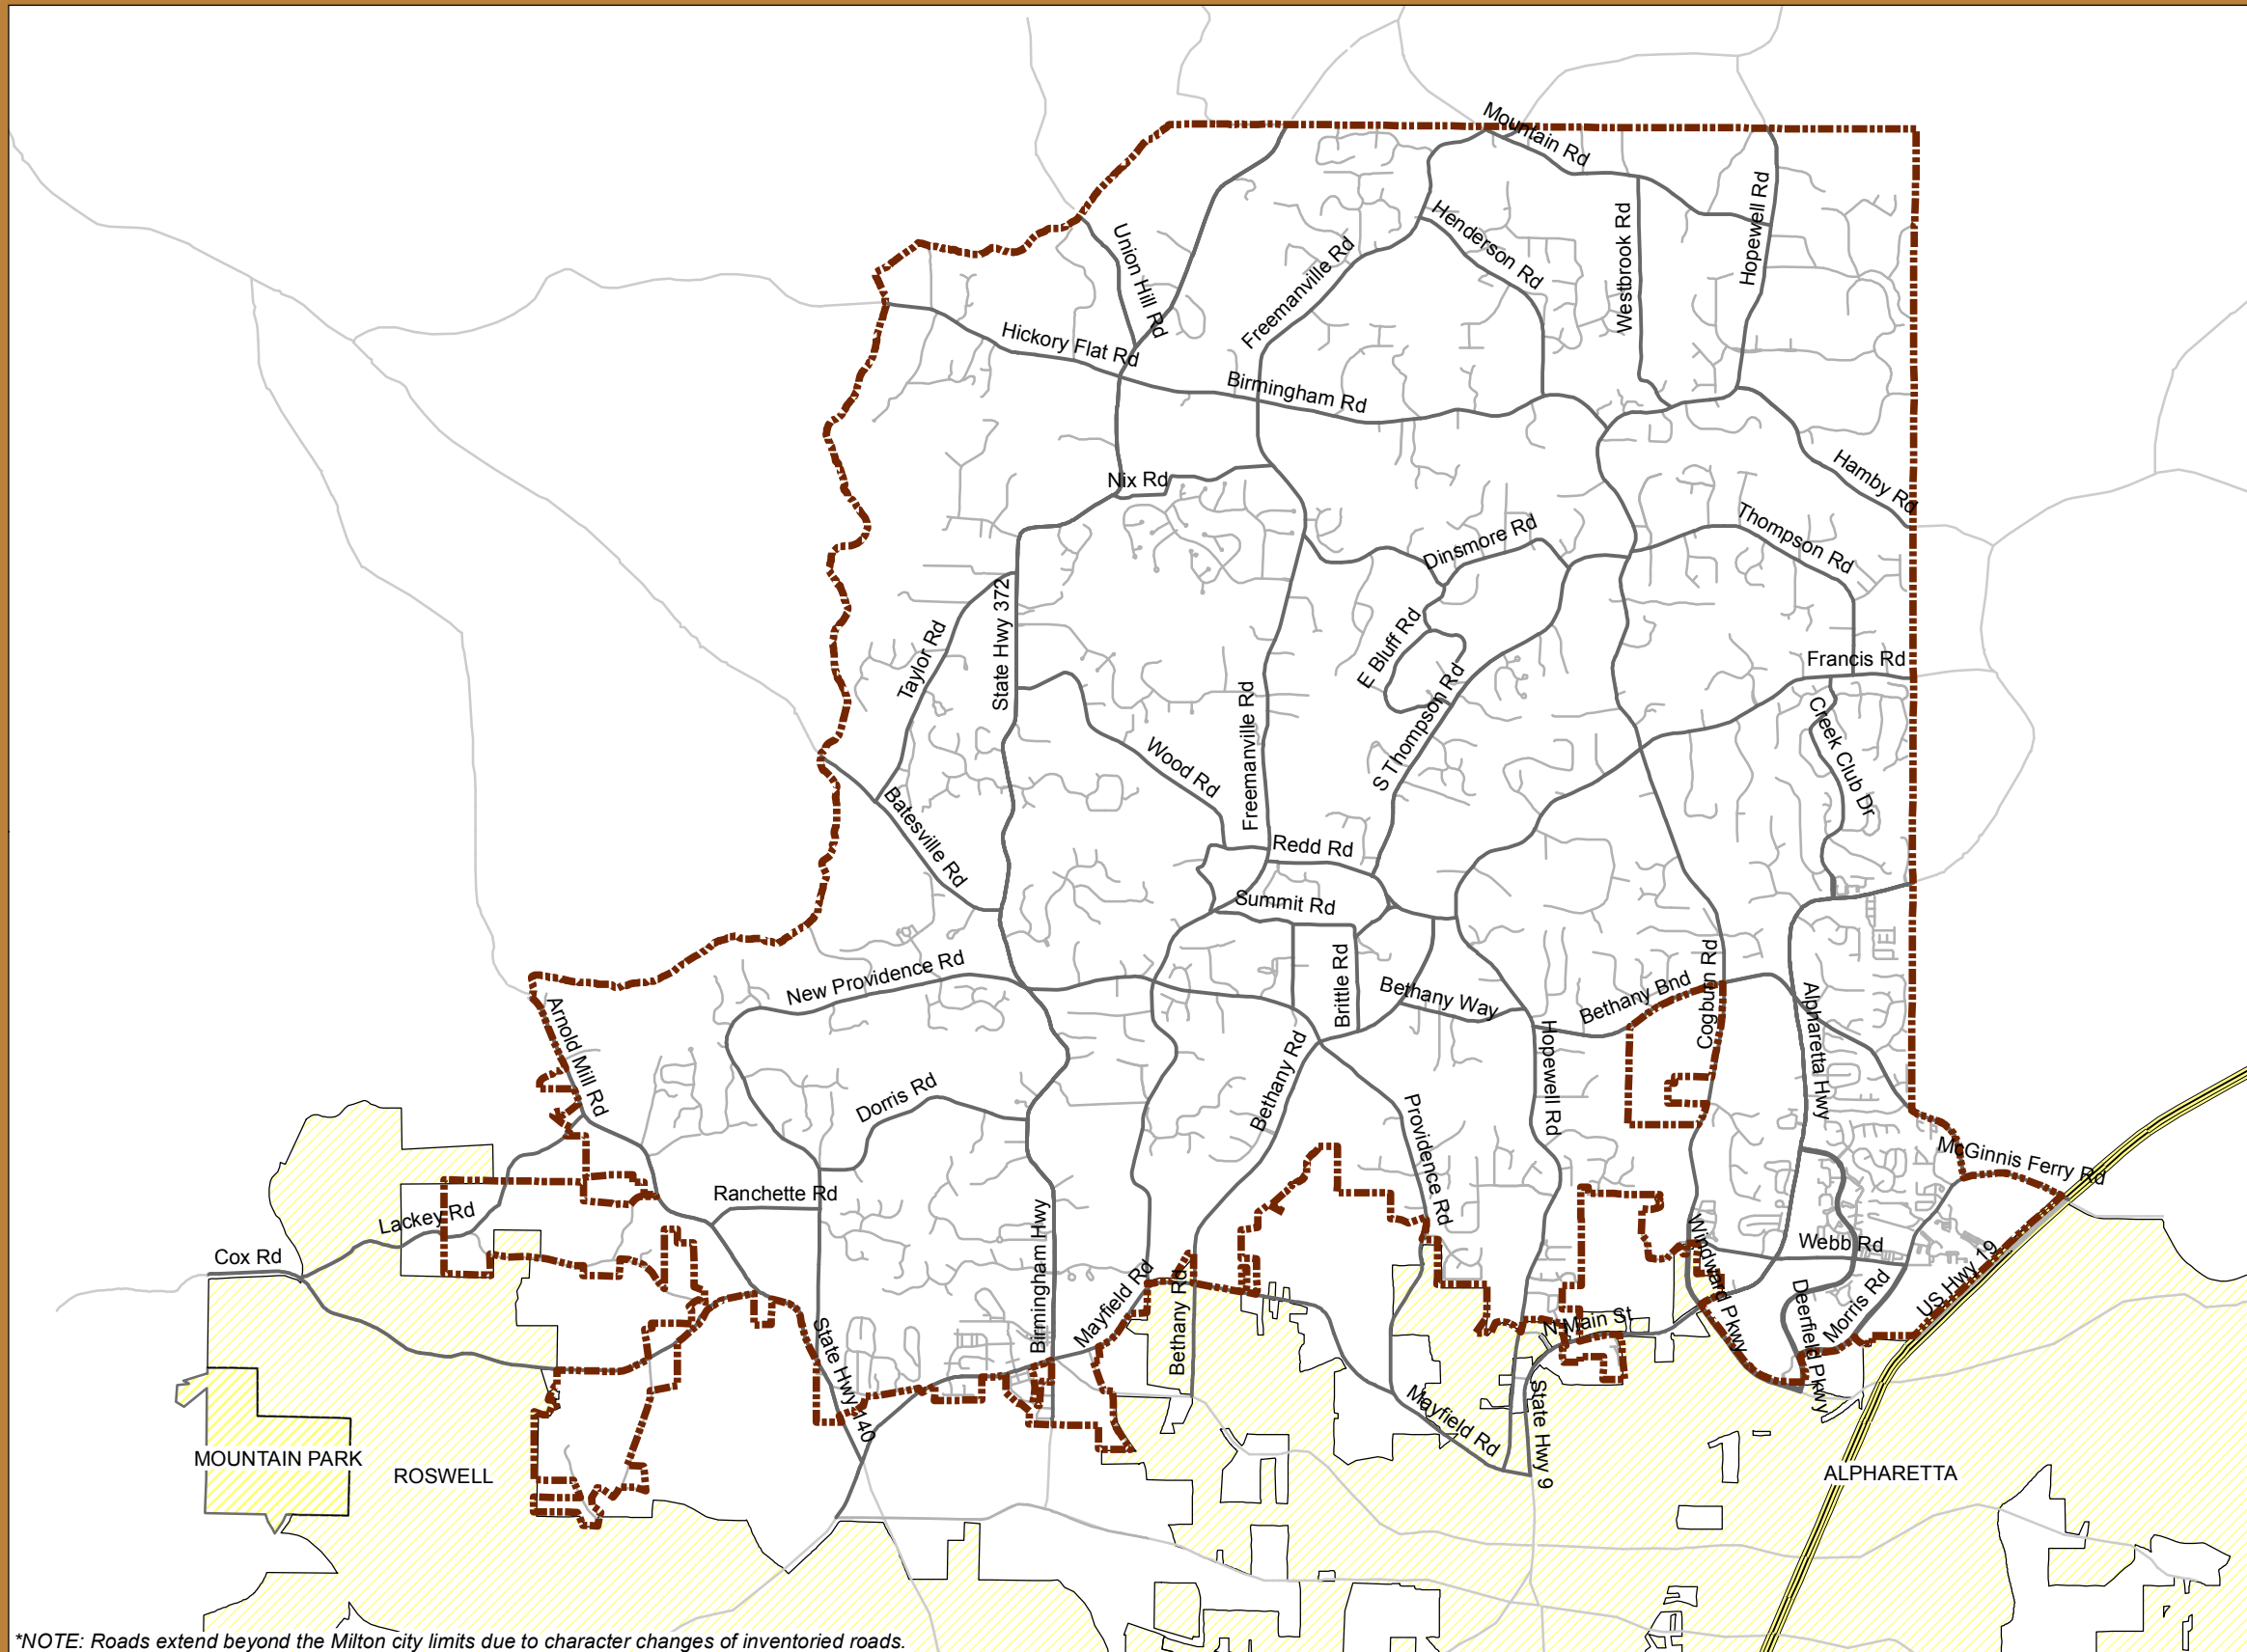 Mountain Rd
Hopewell Rd
Henderson Rd
Westbrook Rd
Union Hill Rd
Freemanville Rd
Hickory Flat Rd
Birmingham Rd
Nix Rd
Hamby Rd
Thompson Rd
Dinsmore Rd
State Hwy 372
Taylor Rd
E Bluff Rd
Francis Rd
S Thompson Rd
Freemanville Rd
Creek Club Dr
Wood Rd
Batesville Rd
Redd Rd
Summit Rd
New Providence Rd
Brittle Rd
Bethany Way
Bethany Bnd
Cogburn Rd
Alpharetta Hwy
Arnold Mill Rd
Hopewell Rd
Dorris Rd
Bethany Rd
Providence Rd
McGinnis Ferry Rd
Ranchette Rd
Lackey Rd
Cox Rd
Birmingham Hwy
Windward Pkwy
Webb Rd
US Hwy 19
Mayfield Rd
Bethany Rd
N Main St
Deerfield Pkwy
Morris Rd
State Hwy 140
Mayfield Rd
State Hwy 9
MOUNTAIN PARK
ROSWELL
ALPHARETTA
*NOTE: Roads extend beyond the Milton city limits due to character changes of inventoried roads.